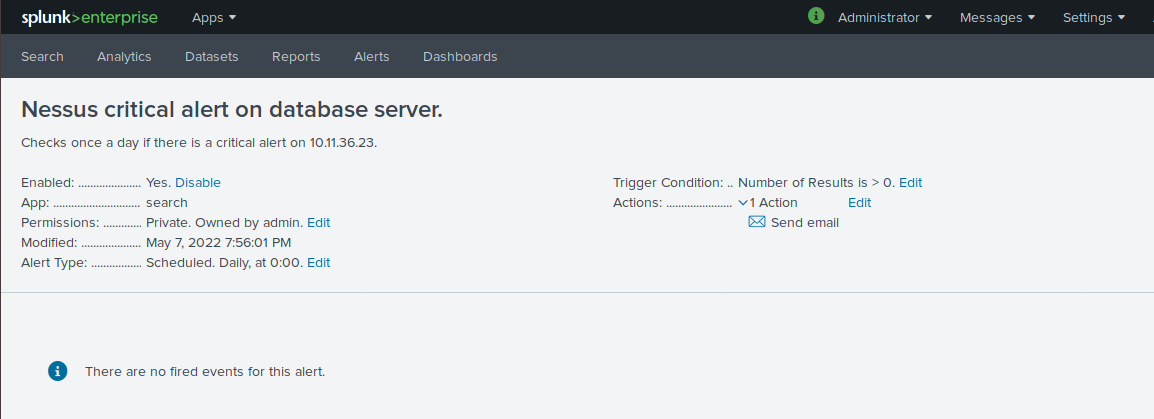 splunk>enterprise Apps Administrator Messages Settings
Search Analytics Datasets Reports Alerts Dashboards
Nessus critical alert on database server.
Checks once a day if there is a critical alert on 10.11.36.23.
Enabled: ..................... Yes. Disable
App: ............................. search
Permissions: ............. Private. Owned by admin. Edit
Modified: .................... May 7, 2022 7:56:01 PM
Alert Type: ................. Scheduled. Daily, at 0:00. Edit
Trigger Condition: .. Number of Results is > 0. Edit
Actions: ...................... 1 Action Edit
Send email
There are no fired events for this alert.